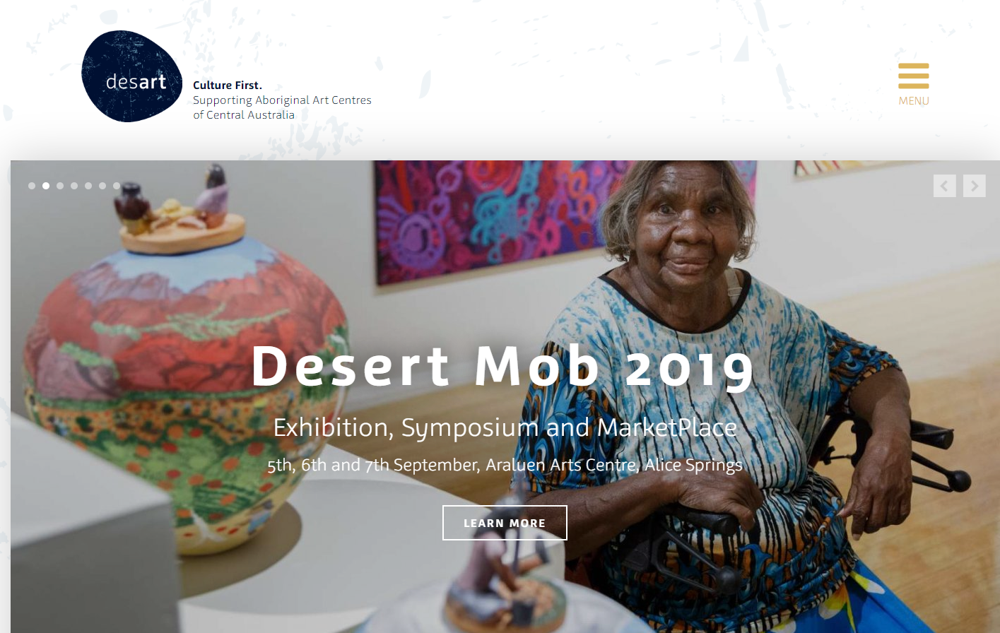 desart
Culture First.
Supporting Aboriginal Art Centres
of Central Australia
MENU
Desert Mob 2019
Exhibition, Symposium and MarketPlace
5th, 6th and 7th September, Araluen Arts Centre, Alice Springs
LEARN MORE